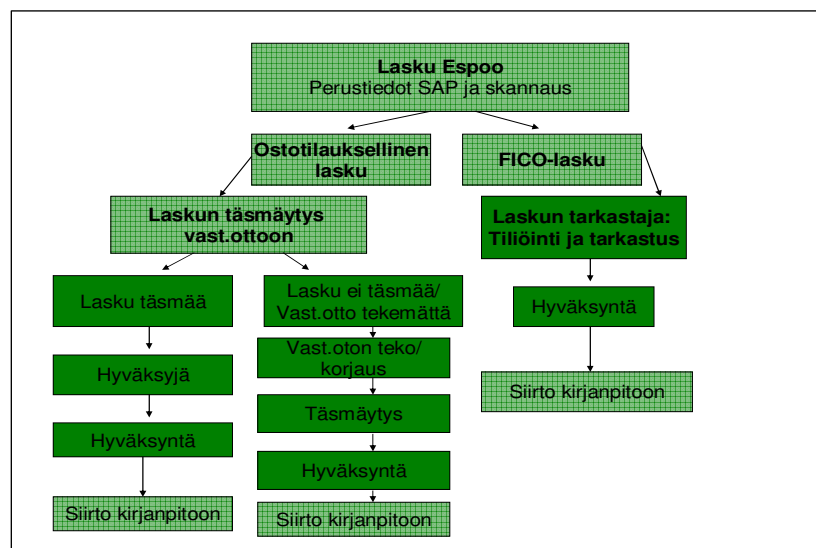 Lasku Espoo
Perustiedot SAP ja skannaus
Ostotilauksellinen
lasku
FICO-lasku
Laskun täsmäytys
vast.ottoon
Laskun tarkastaja:
Tiliöinti ja tarkastus
Lasku täsmää
Lasku ei täsmää/
Vast.otto tekemättä
Hyväksyntä
Vast.oton teko/
korjaus
Hyväksyjä
Siirto kirjanpitoon
Täsmäytys
Hyväksyntä
Hyväksyntä
Siirto kirjanpitoon
Siirto kirjanpitoon